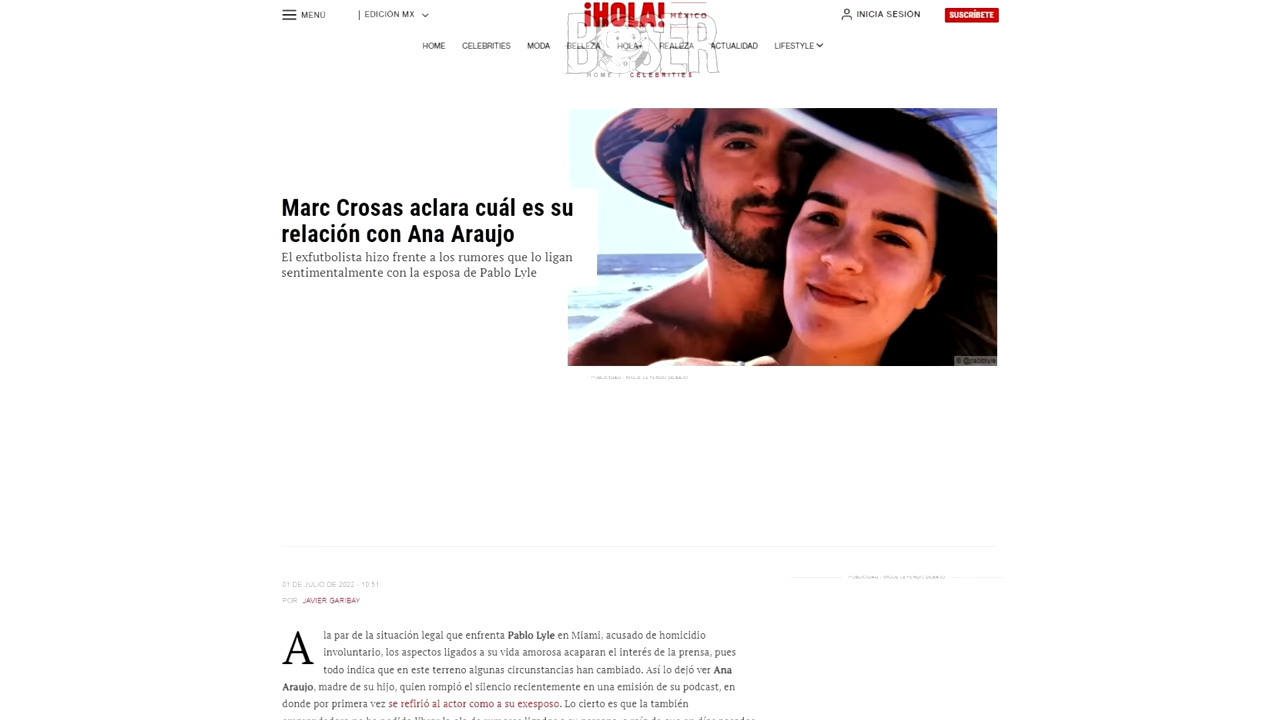 MENÚ
EDICIÓN MX
¡HOLA! MÉXICO
INICIA SESIÓN
SUSCRÍBETE
HOME CELEBRITIES MODA BELLEZA HOLA+ REALEZA ACTUALIDAD LIFESTYLE
HOME / CELEBRITIES
Marc Crosas aclara cuál es su
relación con Ana Araujo
El exfutbolista hizo frente a los rumores que lo ligan
sentimentalmente con la esposa de Pablo Lyle
01 DE JULIO DE 2022 - 10:51
POR JAVIER GARIBAY
A la par de la situación legal que enfrenta Pablo Lyle en Miami, acusado de homicidio
involuntario, los aspectos ligados a su vida amorosa acaparan el interés de la prensa, pues
todo indica que en este terreno algunas circunstancias han cambiado. Así lo dejó ver Ana
Araujo, madre de su hijo, quien rompió el silencio recientemente en una emisión de su podcast, en
donde por primera vez se refirió al actor como a su exesposo. Lo cierto es que la también